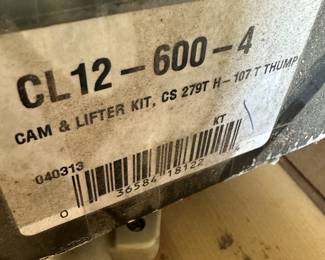 CL12-600-4
CAM & LIFTER KIT, CS 279T H-107 T THUMP
040313
KT
0 36584 18122